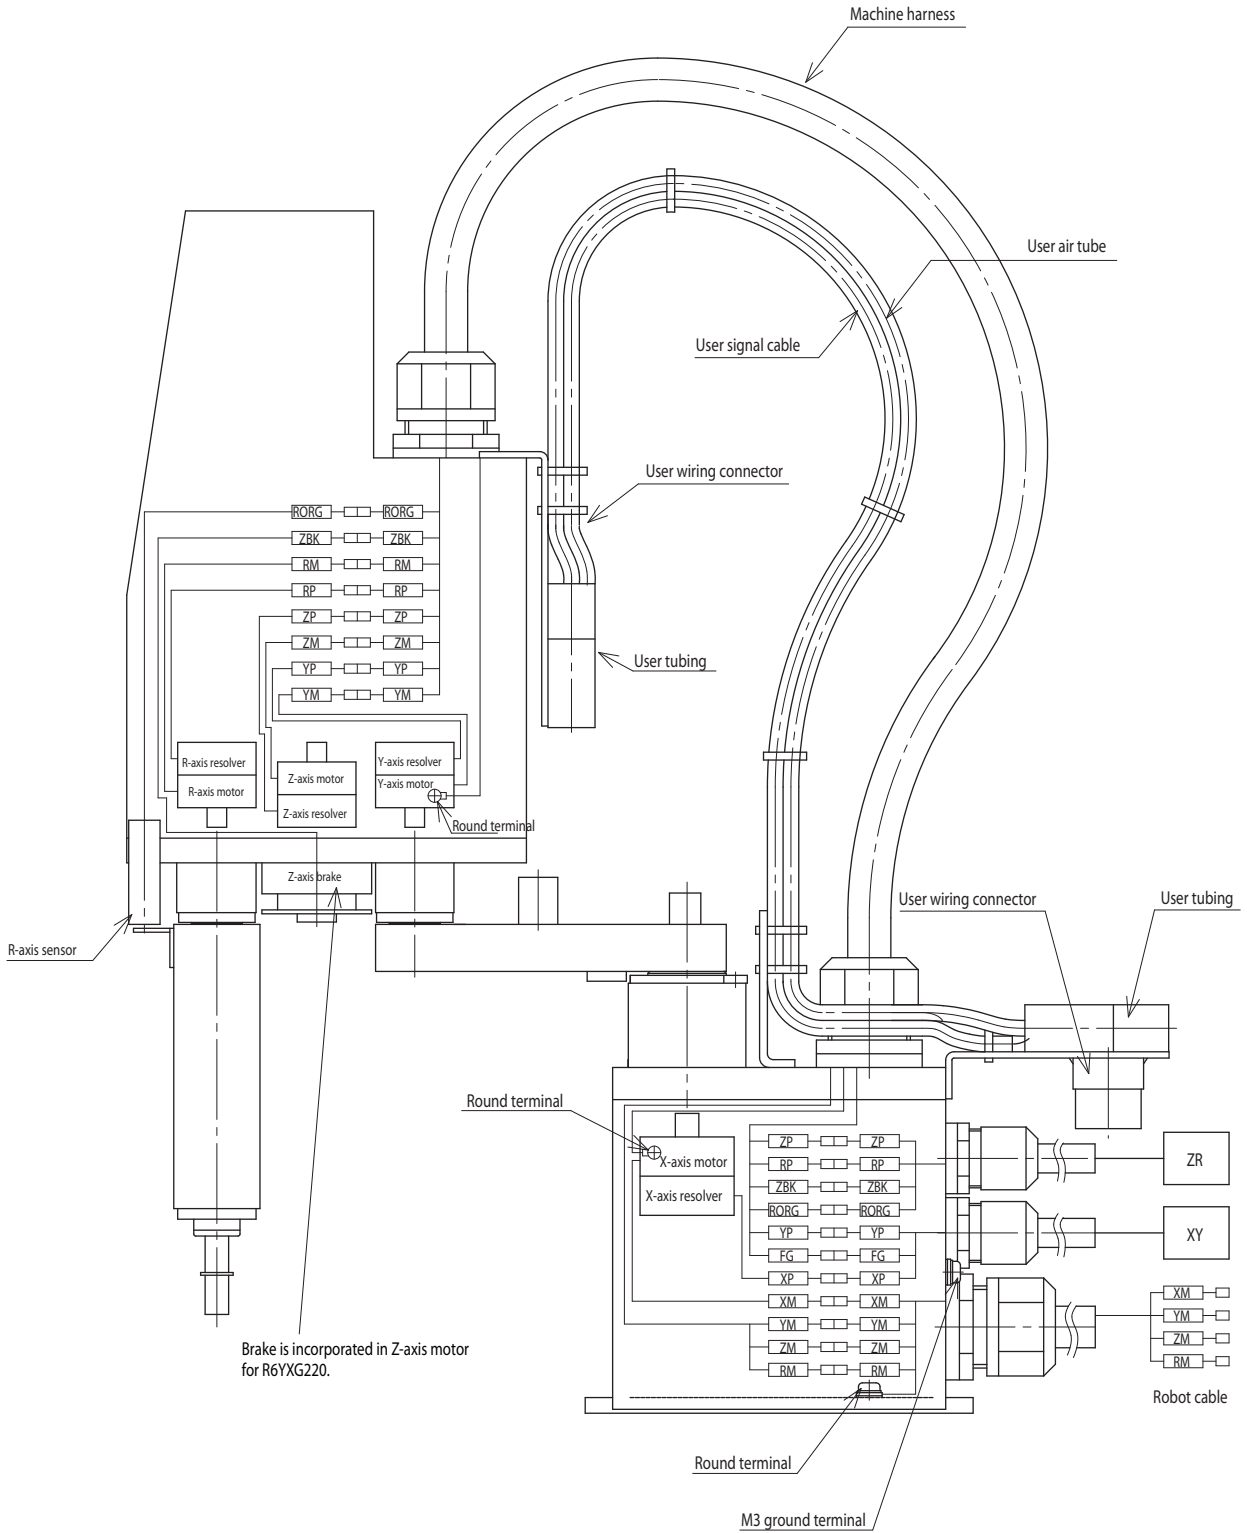 Machine harness
User air tube
User signal cable
User wiring connector
RORG RORG
ZBK ZBK
RM RM
RP RP
ZP ZP
ZM ZM
YP YP
YM YM
User tubing
R-axis resolver
R-axis motor
Z-axis motor
Z-axis resolver
Y-axis resolver
Y-axis motor
Round terminal
Z-axis brake
R-axis sensor
User wiring connector
User tubing
Round terminal
X-axis motor
X-axis resolver
ZP ZP
RP RP
ZBK ZBK
RORG RORG
YP YP
FG FG
XP XP
XM XM
YM YM
ZM ZM
RM RM
ZR
XY
XM
YM
ZM
RM
Robot cable
Brake is incorporated in Z-axis motor
for R6YXG220.
Round terminal
M3 ground terminal